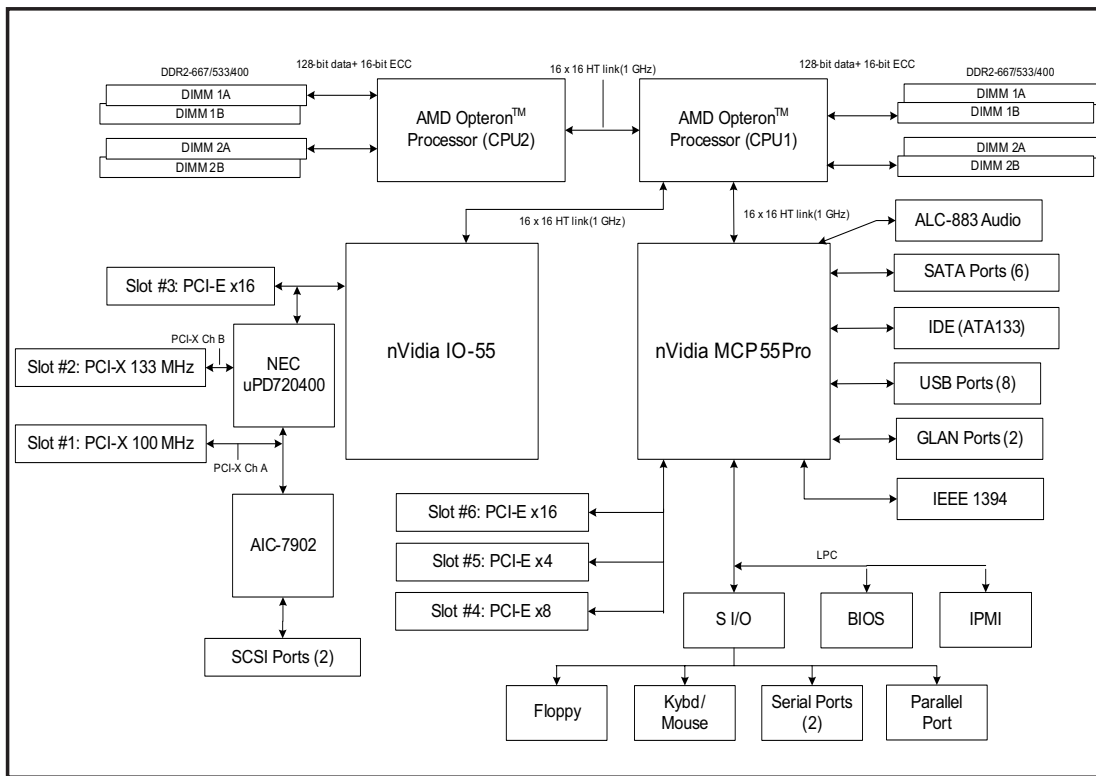 128-bit data+ 16-bit ECC
16 x 16 HT link(1 GHz)
128-bit data+ 16-bit ECC
DDR2-667/533/400
DIMM 1A
DIMM 1B
DIMM 2A
DIMM 2B
AMD Opteron™
Processor (CPU2)
AMD Opteron™
Processor (CPU1)
DDR2-667/533/400
DIMM 1A
DIMM 1B
DIMM 2A
DIMM 2B
16 x 16 HT link(1 GHz)
16 x 16 HT link(1 GHz)
ALC-883 Audio
SATA Ports (6)
IDE (ATA133)
USB Ports (8)
GLAN Ports (2)
IEEE 1394
Slot #3: PCI-E x16
PCI-X Ch B
Slot #2: PCI-X 133 MHz
NEC
uPD720400
nVidia IO-55
nVidia MCP55Pro
Slot #1: PCI-X 100 MHz
PCI-X Ch A
AIC-7902
SCSI Ports (2)
Slot #6: PCI-E x16
Slot #5: PCI-E x4
Slot #4: PCI-E x8
LPC
S I/O
BIOS
IPMI
Floppy
Kybd/
Mouse
Serial Ports
(2)
Parallel
Port